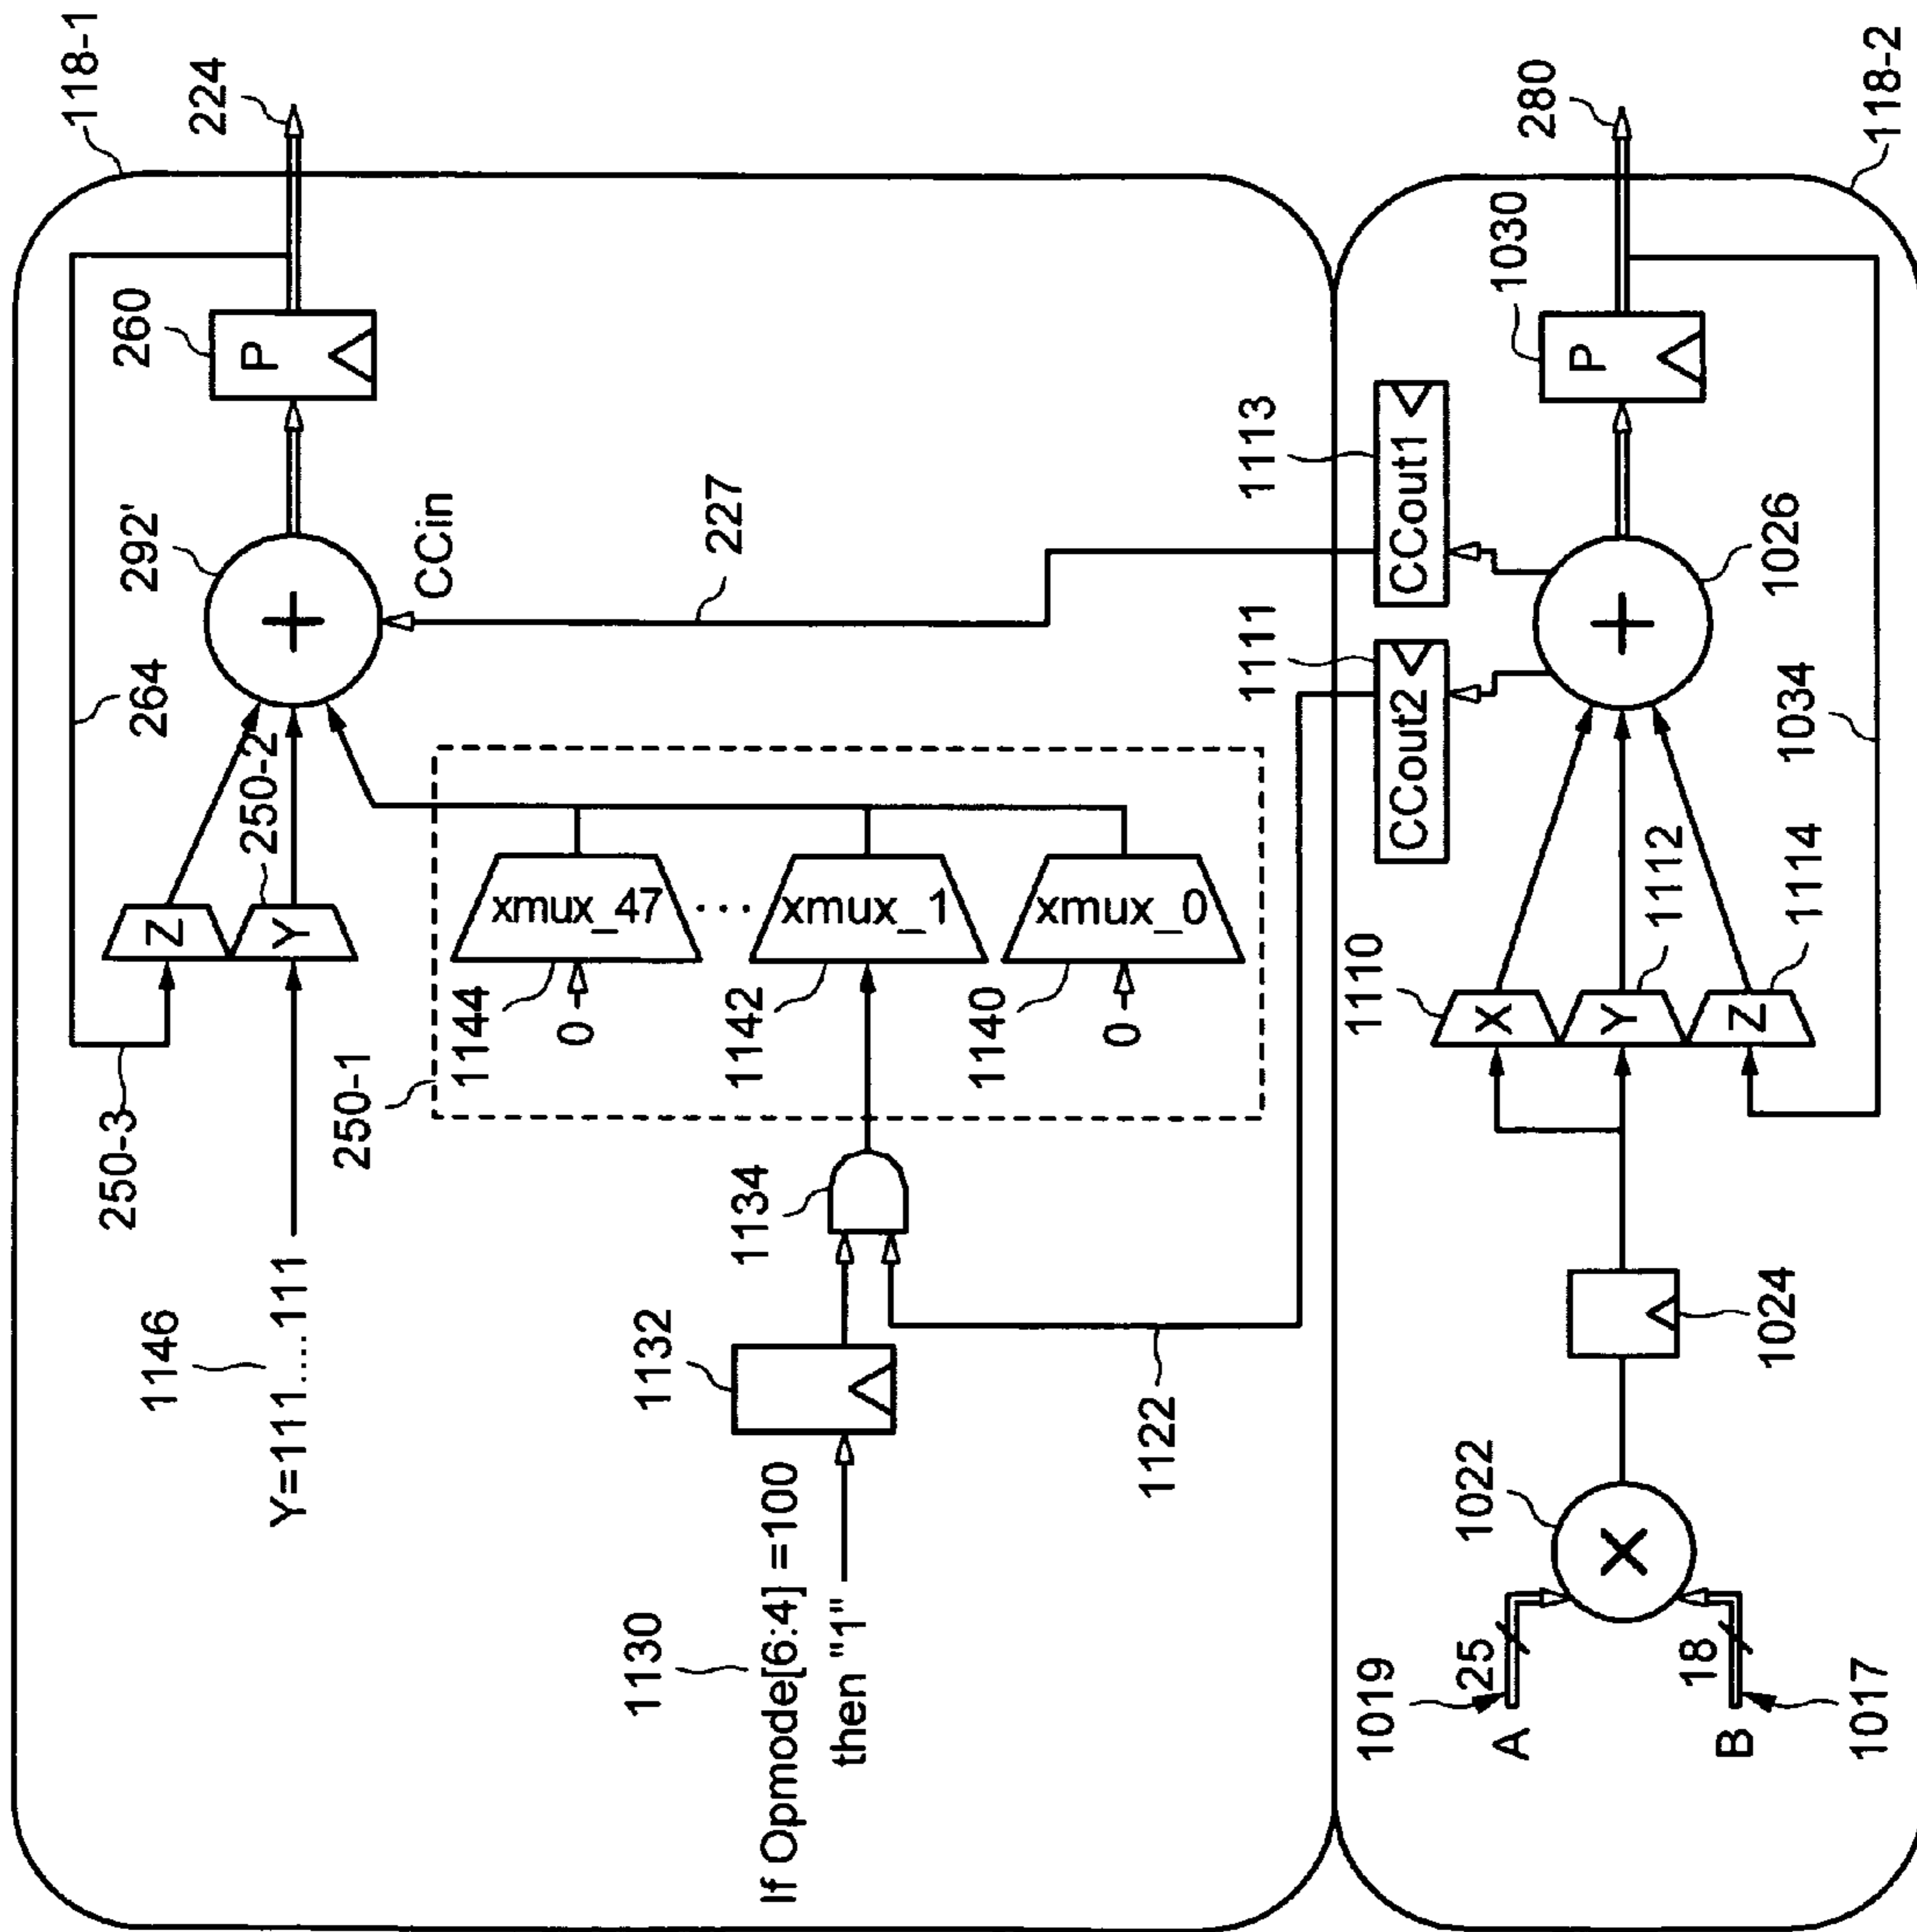 118-1
224
260
P
292'
+
CCin
264
250-2
Z
Y
250-3
1146
Y=111....111
227
250-1
xmux_47
...
xmux_1
xmux_0
1144
1142
1140
0
0
1134
1132
1130
If Opmode[6:4] =100
then "1"
1122
118-2
280
1030
P
1113
CCout1
1111
CCout2
+
1026
1034
1110
1112
1114
X
Y
Z
1024
1022
×
1019
25
A
18
B
1017